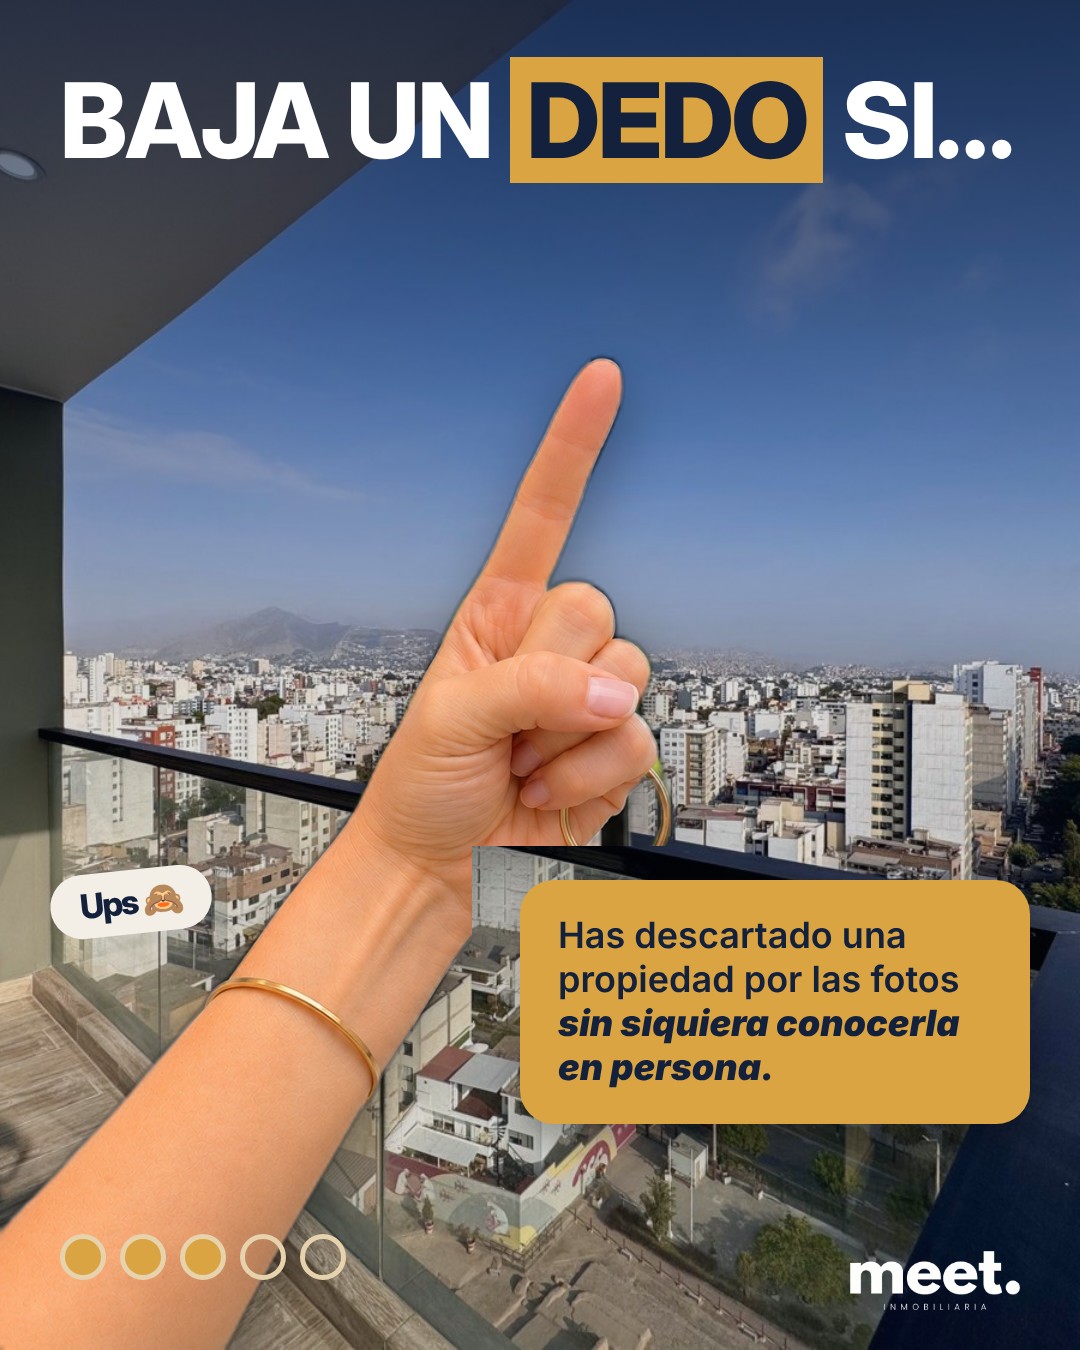 BAJA UN DEDO SI...
Ups 🙈
Has descartado una
propiedad por las fotos
sin siquiera conocerla
en persona.
meet.
INMOBILIARIA